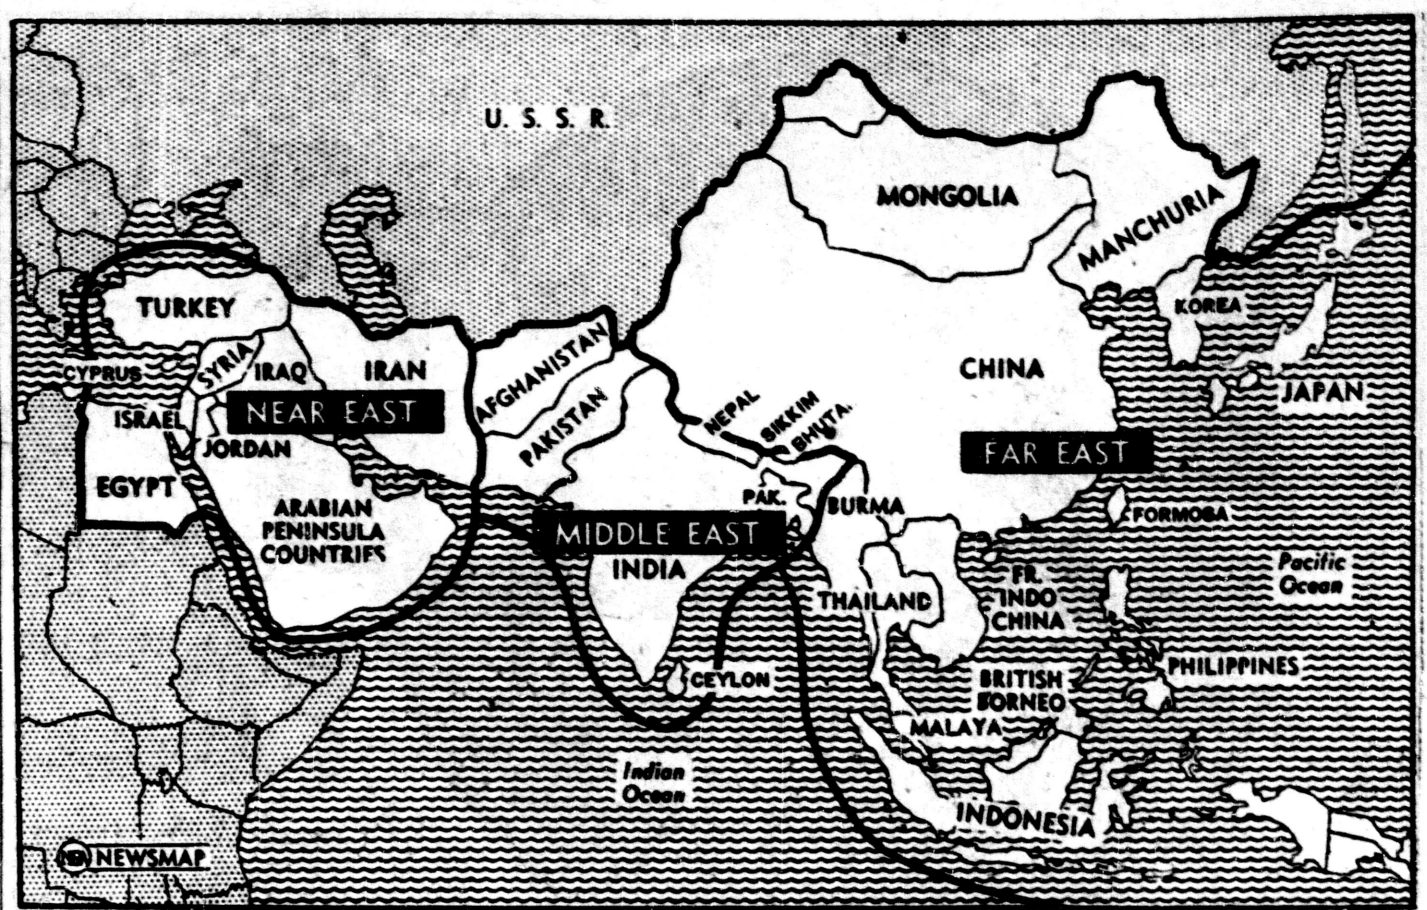 U. S. S. R.
MONGOLIA
MANCHURIA
TURKEY
KOREA
CYPRUS
SYRIA
IRAQ
IRAN
AFGHANISTAN
CHINA
JAPAN
NEAR EAST
ISRAEL
JORDAN
PAKISTAN
NEPAL
SIKKIM
BHUTA.
FAR EAST
EGYPT
ARABIAN
PENINSULA
COUNTRIES
PAK.
BURMA
FORMOSA
MIDDLE EAST
INDIA
Pacific
Ocean
FR.
INDO
CHINA
THAILAND
CEYLON
PHILIPPINES
BRITISH
BORNEO
MALAYA
Indian
Ocean
INDONESIA
NEA NEWSMAP